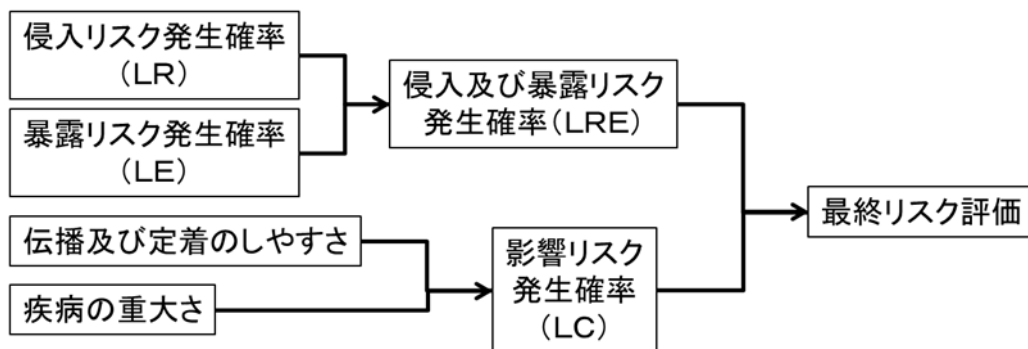 侵入リスク発生確率
(LR)
暴露リスク発生確率
(LE)
侵入及び暴露リスク
発生確率(LRE)
伝播及び定着のしやすさ
疾病の重大さ
影響リスク
発生確率
(LC)
最終リスク評価